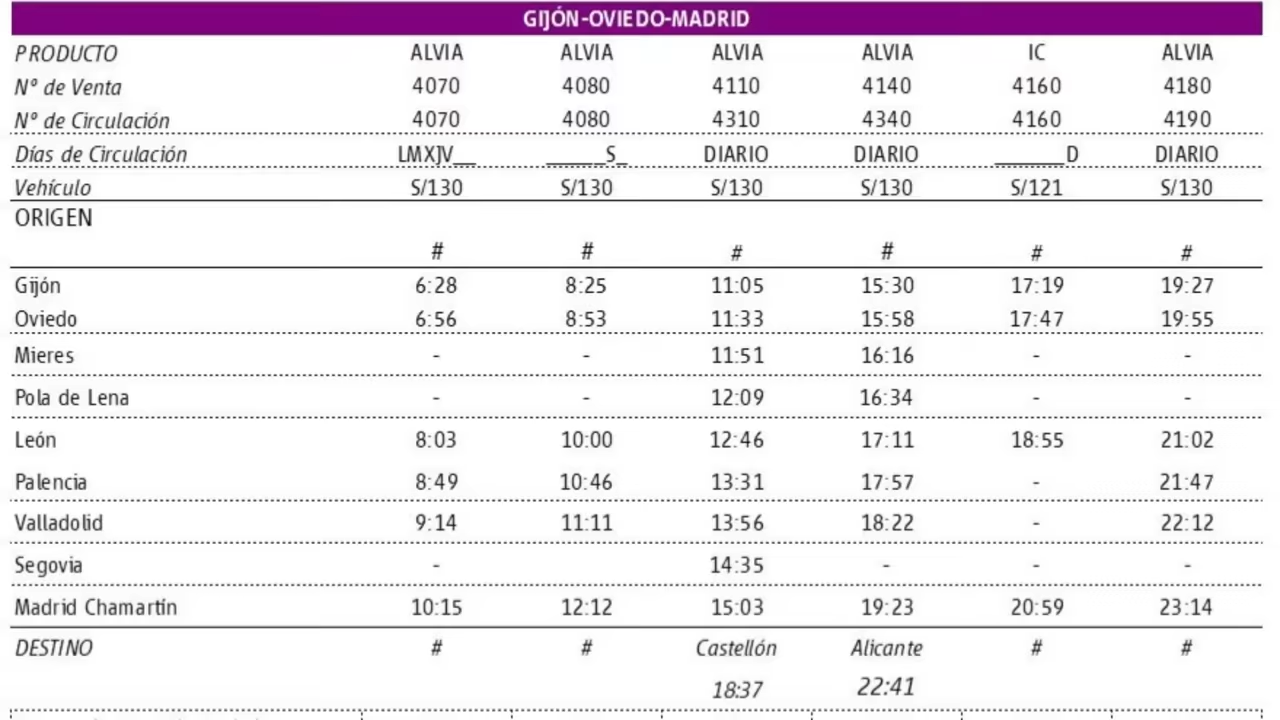 GIJÓN-OVIEDO-MADRID
PRODUCTO ALVIA ALVIA ALVIA ALVIA IC ALVIA
Nº de Venta 4070 4080 4110 4140 4160 4180
Nº de Circulación 4070 4080 4310 4340 4160 4190
Días de Circulación LMXJV__ _____S_ DIARIO DIARIO ______D DIARIO
Vehículo S/130 S/130 S/130 S/130 S/121 S/130
ORIGEN
# # # # # #
Gijón 6:28 8:25 11:05 15:30 17:19 19:27
Oviedo 6:56 8:53 11:33 15:58 17:47 19:55
Mieres - - 11:51 16:16 - -
Pola de Lena - - 12:09 16:34 - -
León 8:03 10:00 12:46 17:11 18:55 21:02
Palencia 8:49 10:46 13:31 17:57 - 21:47
Valladolid 9:14 11:11 13:56 18:22 - 22:12
Segovia - 14:35 - - -
Madrid Chamartín 10:15 12:12 15:03 19:23 20:59 23:14
DESTINO # # Castellón Alicante # #
18:37 22:41